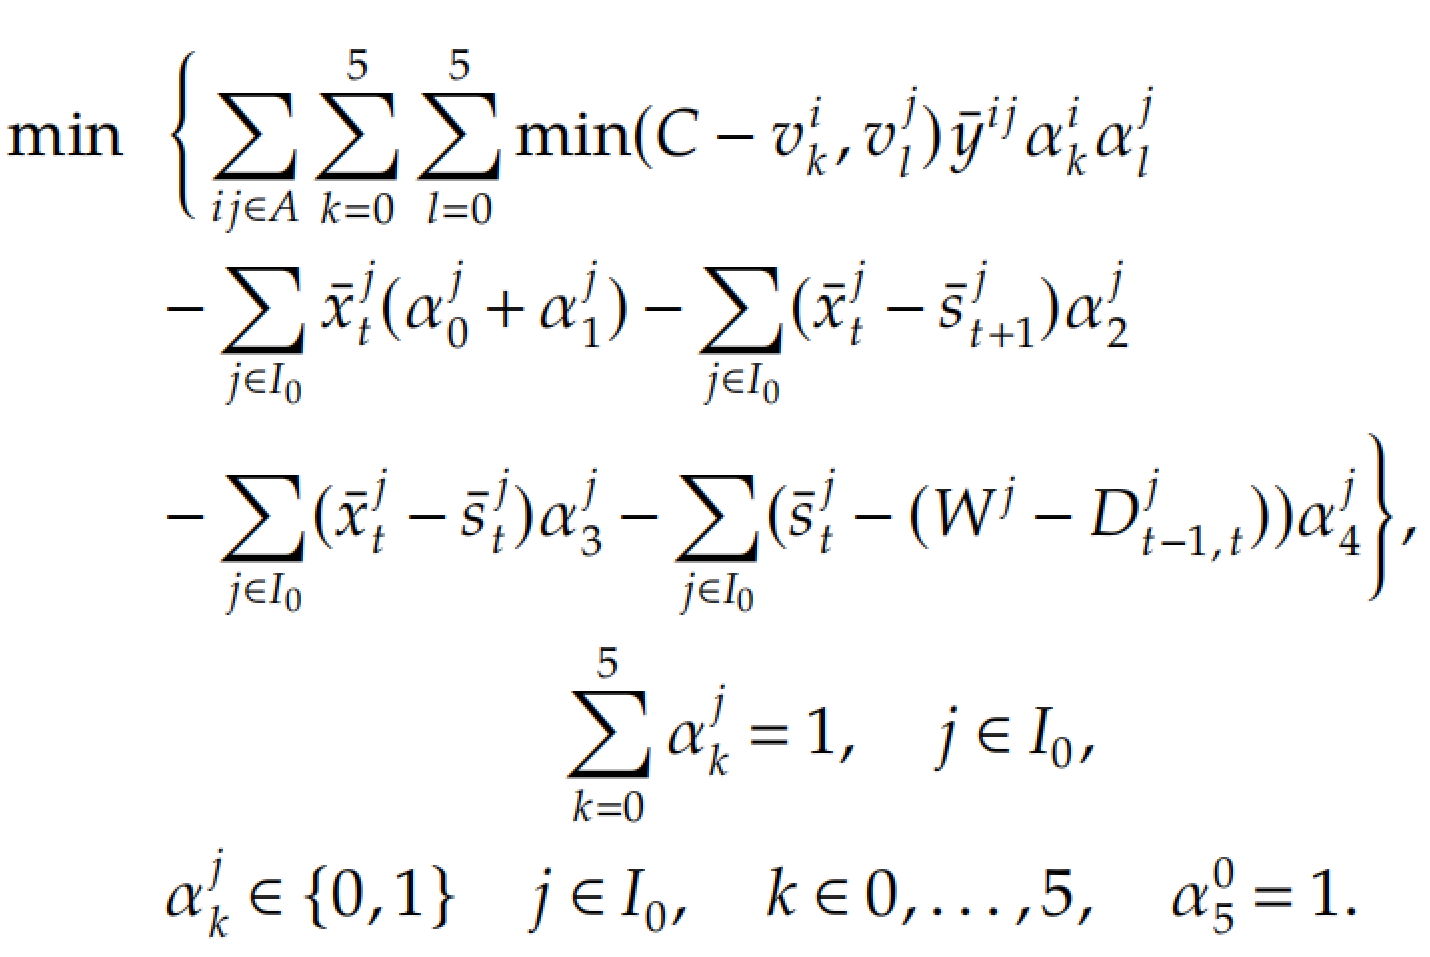 min { ∑_{ij∈A} ∑_{k=0}^{5} ∑_{l=0}^{5} min(C − v_k^i, v_l^j) ȳ^{ij} α_k^i α_l^j
− ∑_{j∈I_0} x̄_t^j (α_0^j + α_1^j) − ∑_{j∈I_0} (x̄_t^j − s̄_{t+1}^j) α_2^j
− ∑_{j∈I_0} (x̄_t^j − s̄_t^j) α_3^j − ∑_{j∈I_0} (s̄_t^j − (W^j − D_{t−1,t}^j)) α_4^j },
∑_{k=0}^{5} α_k^j = 1, j ∈ I_0,
α_k^j ∈ {0, 1} j ∈ I_0, k ∈ 0, . . . , 5, α_5^0 = 1.